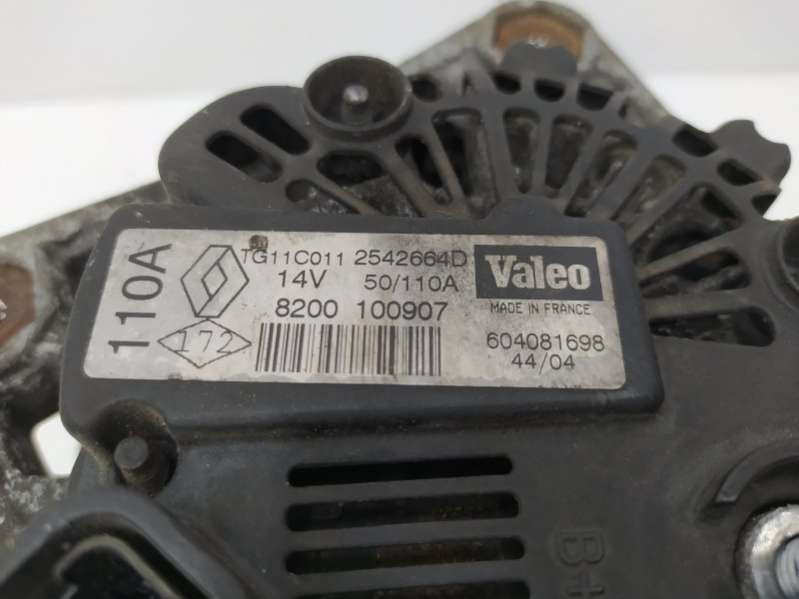 110A
TG11C011 2542664D
14V 50/110A
8200 100907
172
Valeo
MADE IN FRANCE
604081698
44/04
B+